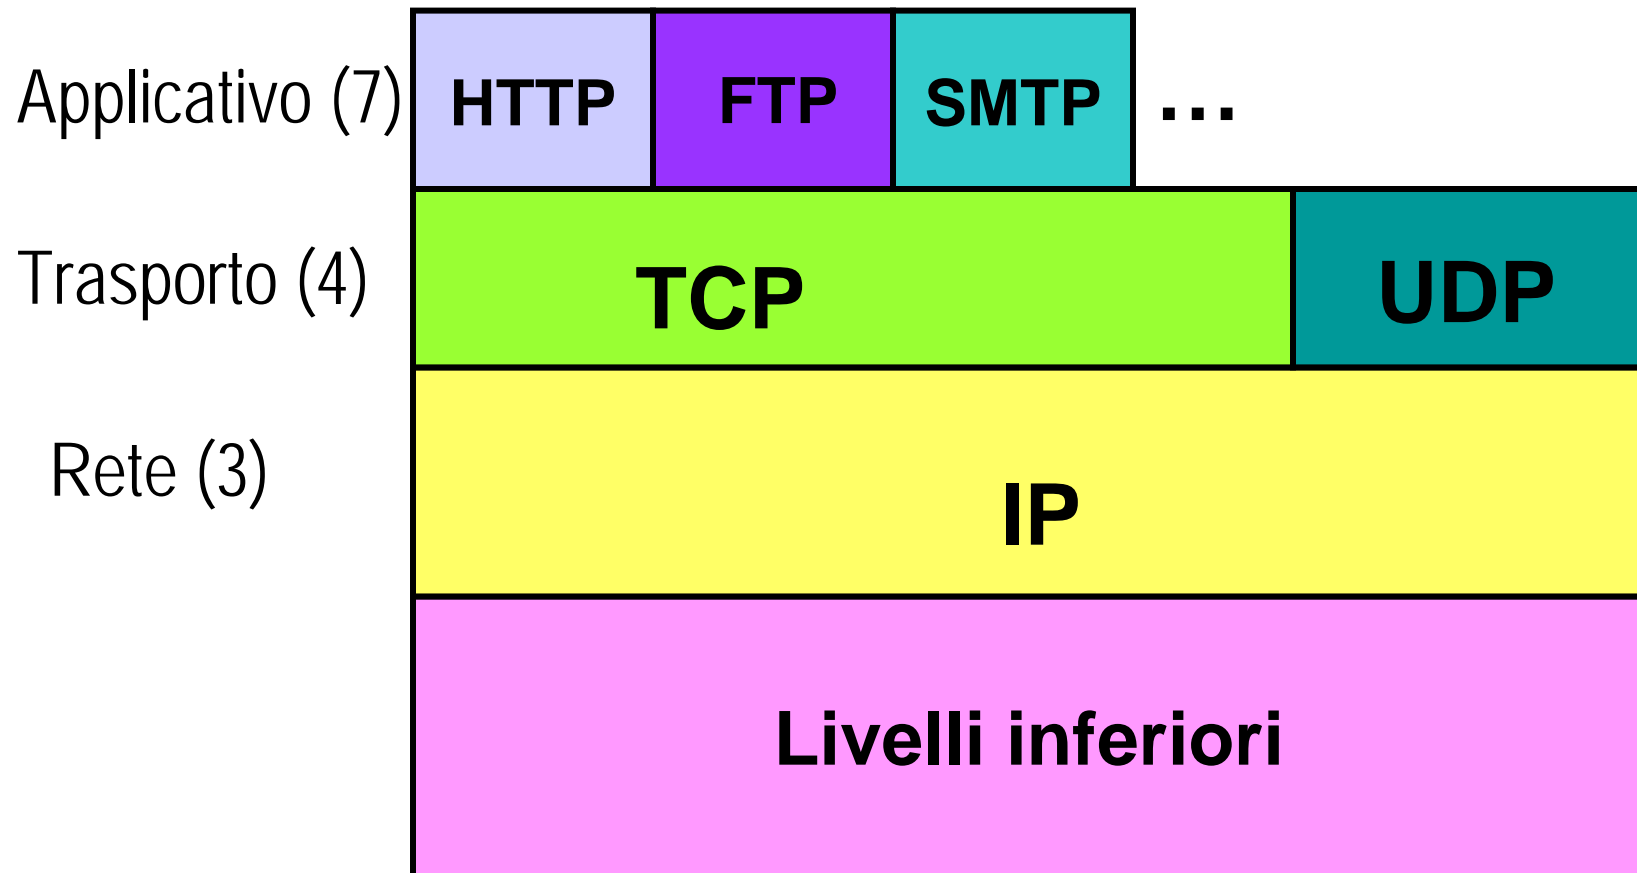 Applicativo (7) HTTP FTP SMTP ...
Trasporto (4) TCP UDP
Rete (3)
IP
Livelli inferiori